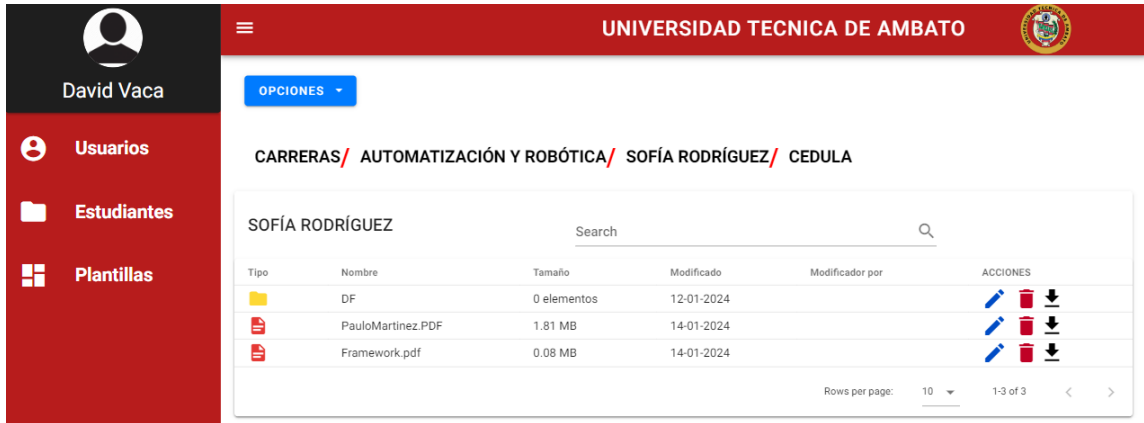 UNIVERSIDAD TECNICA DE AMBATO
David Vaca
OPCIONES
Usuarios
Estudiantes
Plantillas
CARRERAS/ AUTOMATIZACIÓN Y ROBÓTICA/ SOFÍA RODRÍGUEZ/ CEDULA
SOFÍA RODRÍGUEZ
Search
Tipo Nombre Tamaño Modificado Modificador por ACCIONES
DF 0 elementos 12-01-2024
PauloMartinez.PDF 1.81 MB 14-01-2024
Framework.pdf 0.08 MB 14-01-2024
Rows per page: 10 1-3 of 3